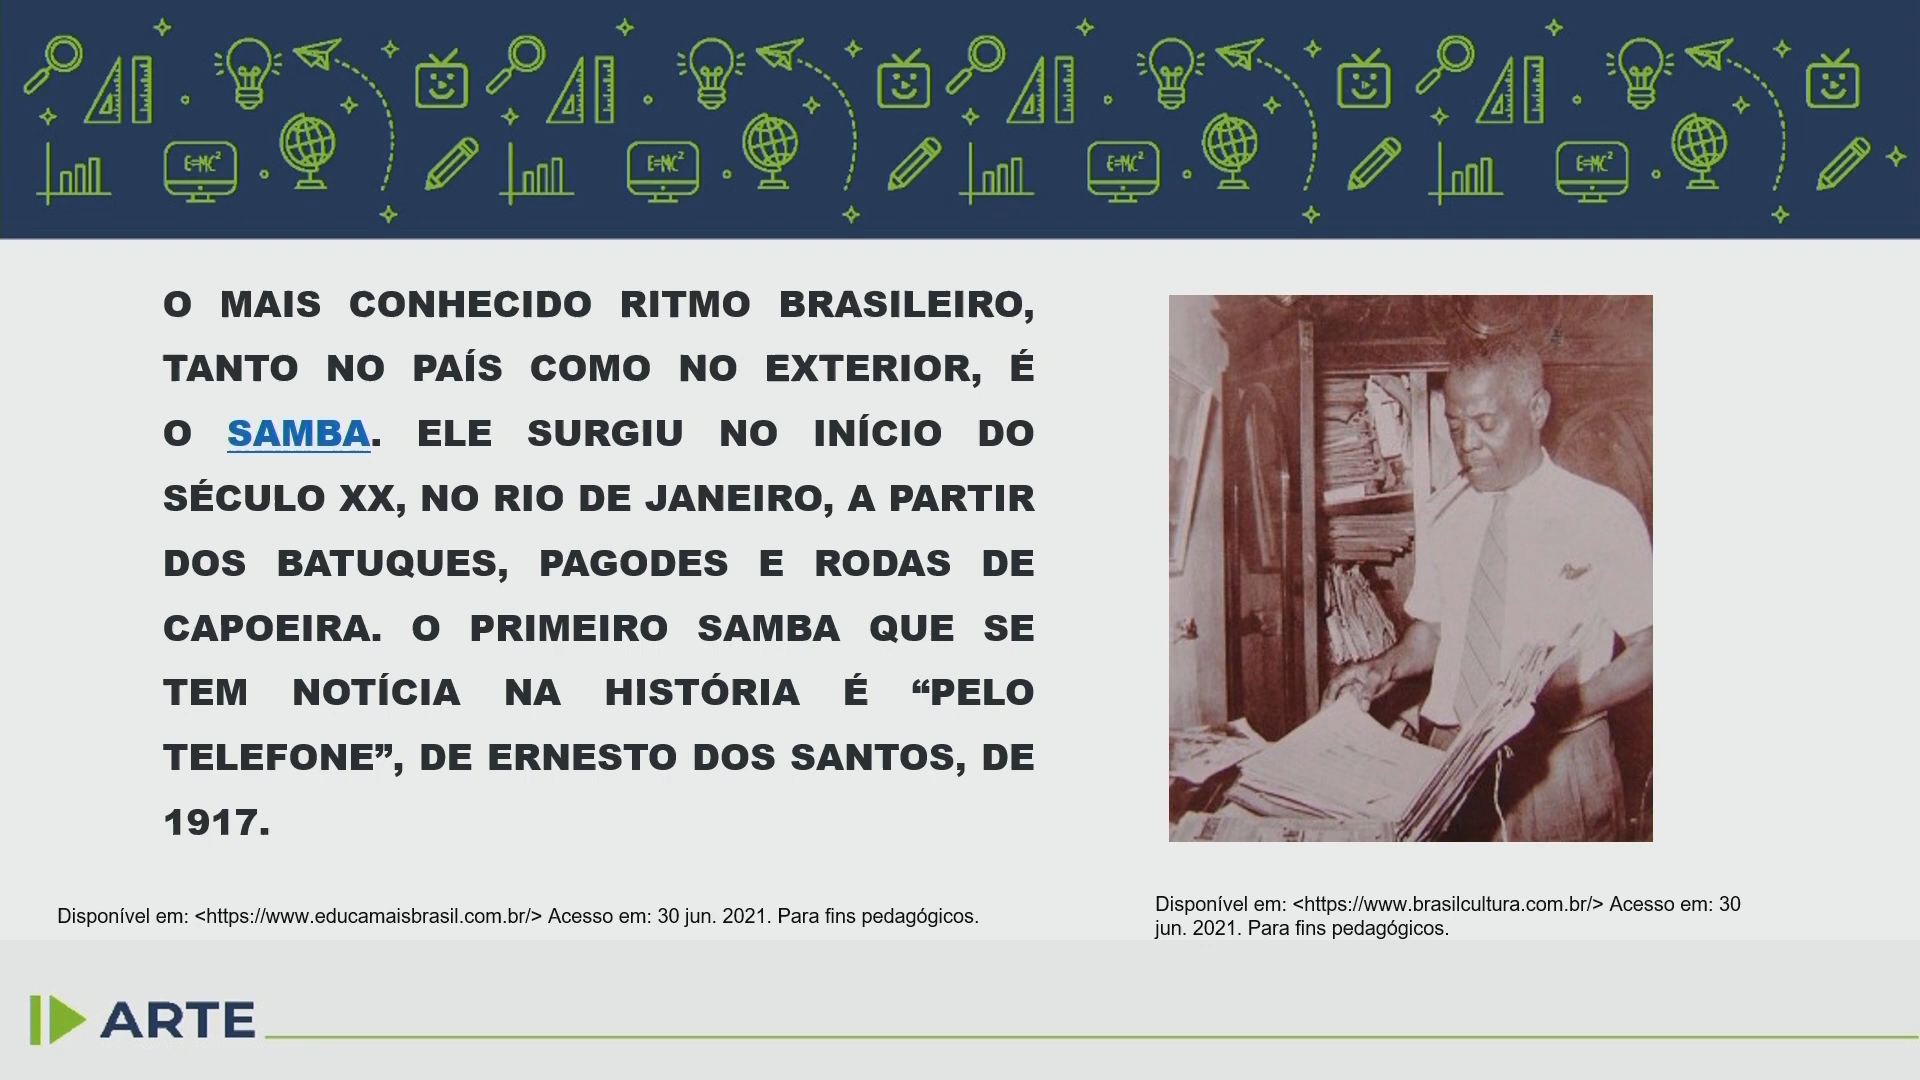 E=MC²
E=MC²
E=MC²
E=MC²
O MAIS CONHECIDO RITMO BRASILEIRO,
TANTO NO PAÍS COMO NO EXTERIOR, É
O SAMBA. ELE SURGIU NO INÍCIO DO
SÉCULO XX, NO RIO DE JANEIRO, A PARTIR
DOS BATUQUES, PAGODES E RODAS DE
CAPOEIRA. O PRIMEIRO SAMBA QUE SE
TEM NOTÍCIA NA HISTÓRIA É “PELO
TELEFONE”, DE ERNESTO DOS SANTOS, DE
1917.
Disponível em: <https://www.educamaisbrasil.com.br/> Acesso em: 30 jun. 2021. Para fins pedagógicos.
Disponível em: <https://www.brasilcultura.com.br/> Acesso em: 30
jun. 2021. Para fins pedagógicos.
ARTE